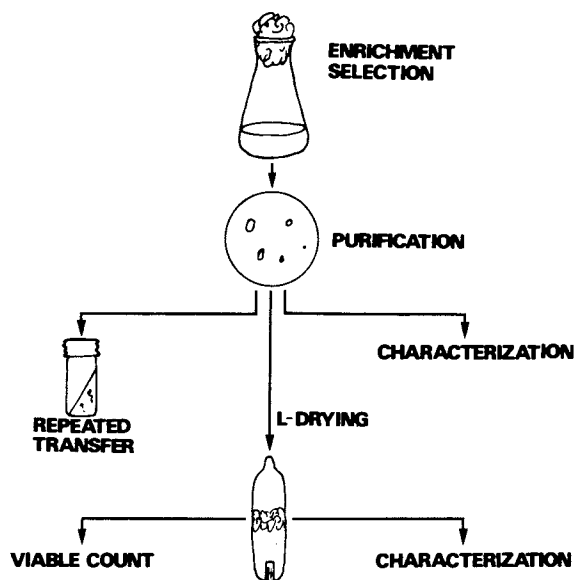 ENRICHMENT
SELECTION
PURIFICATION
CHARACTERIZATION
REPEATED
TRANSFER
L-DRYING
VIABLE COUNT
CHARACTERIZATION